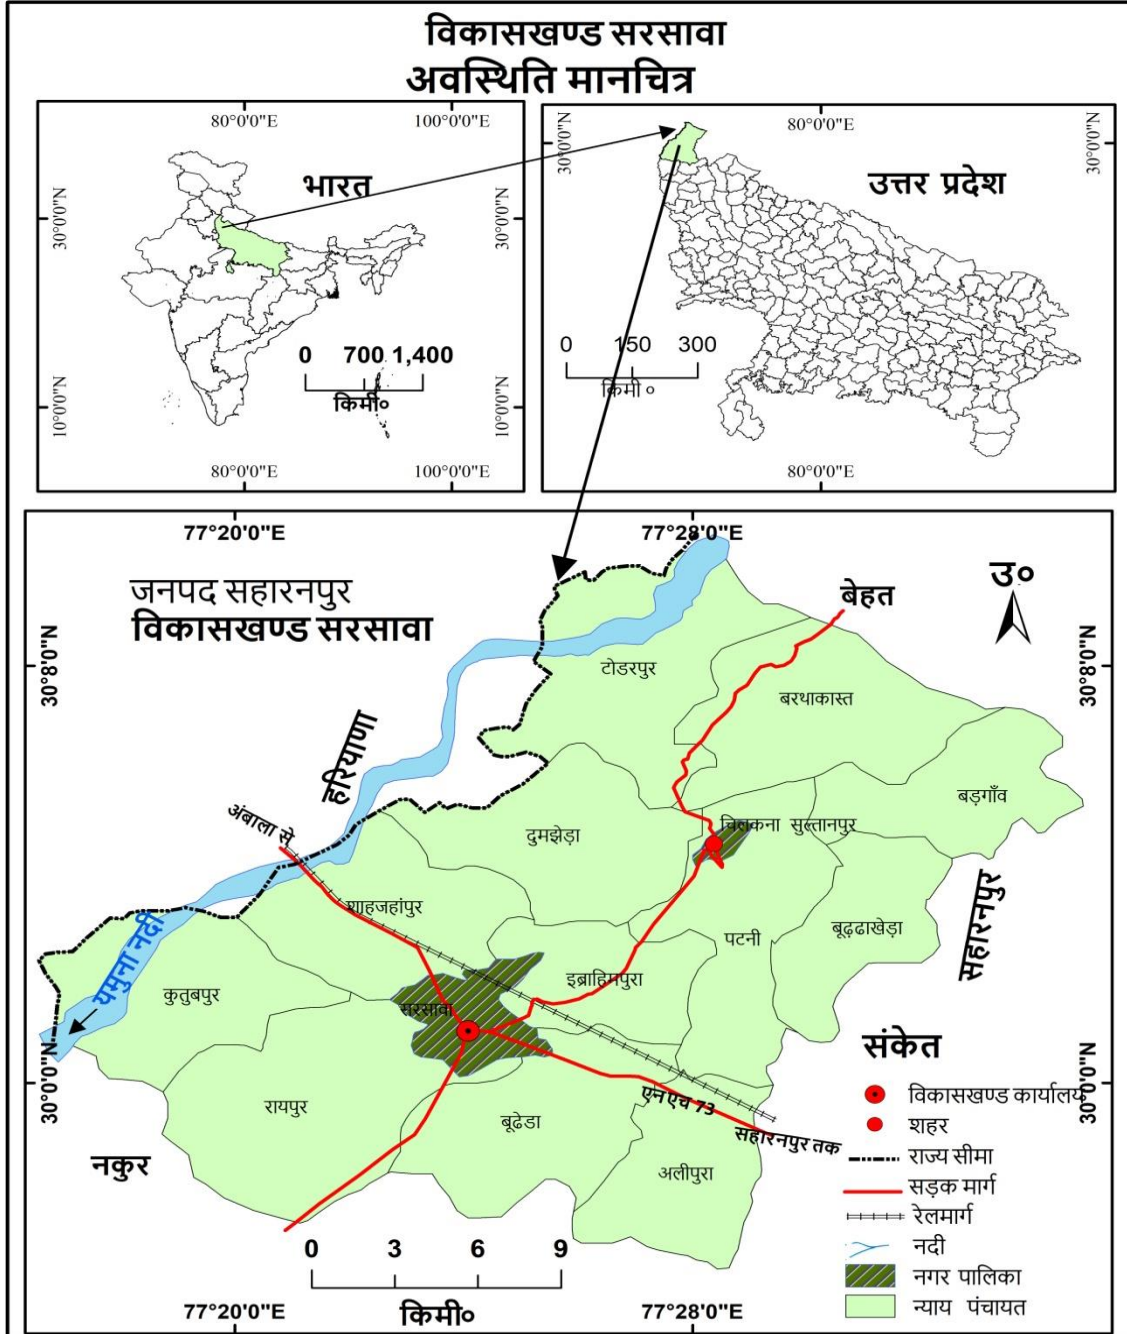 विकासखण्ड सरसावा
अवस्थिति मानचित्र
80°0'0"E 100°0'0"E
30°0'0"N
10°0'0"N
भारत
30°0'0"N
10°0'0"N
0 700 1,400
किमी०
80°0'0"E 100°0'0"E
80°0'0"E
30°0'0"N
30°0'0"N
उत्तर प्रदेश
0 150 300
किमी ०
80°0'0"E
77°20'0"E 77°28'0"E
जनपद सहारनपुर
विकासखण्ड सरसावा
उ०
30°8'0"N
30°8'0"N
बेहत
टोडरपुर
बरथाकास्त
हरियाणा
बड़गाँव
अंबाला से
दुमझेड़ा
चिलकना सुल्तानपुर
शाहजहांपुर
पटनी
बूढ़ढाखेड़ा
सहारनपुर
यमुना नदी
कुतुबपुर
इब्राहिमपुरा
सरसावा
30°0'0"N
30°0'0"N
रायपुर
बूढेडा
एन एच 73
सहारनपुर तक
नकुर
अलीपुरा
संकेत
विकासखण्ड कार्यालय
शहर
राज्य सीमा
सड़क मार्ग
रेलमार्ग
नदी
नगर पालिका
न्याय पंचायत
0 3 6 9
किमी०
77°20'0"E 77°28'0"E